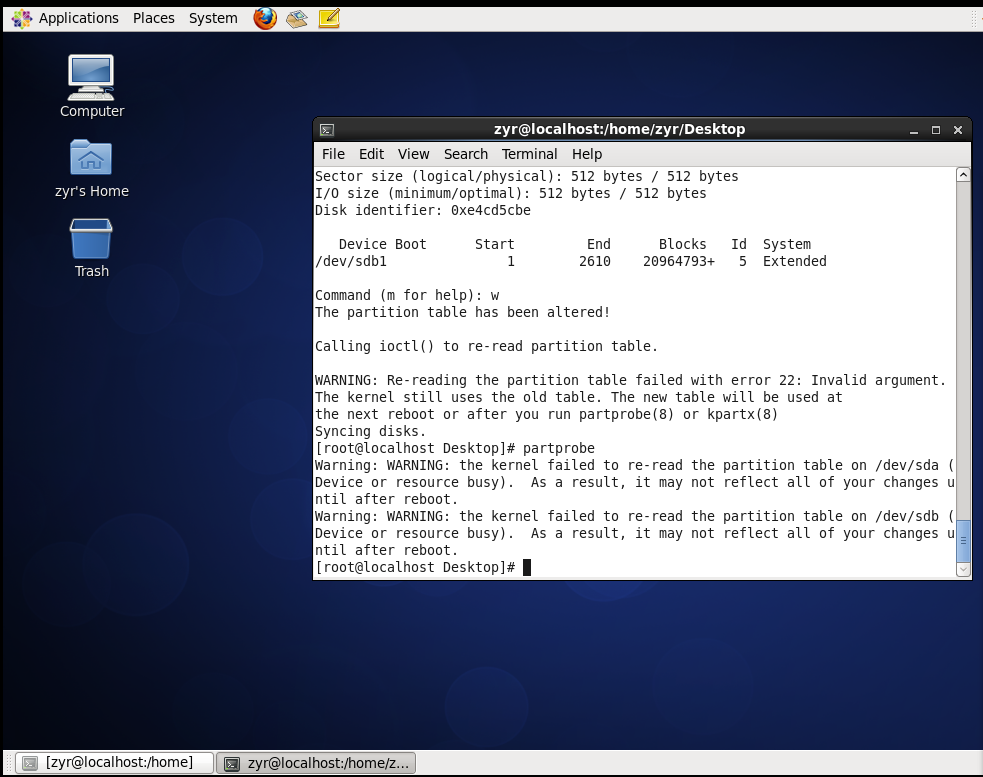 Applications Places System
Computer
zyr's Home
Trash
zyr@localhost:/home/zyr/Desktop
File Edit View Search Terminal Help
Sector size (logical/physical): 512 bytes / 512 bytes
I/O size (minimum/optimal): 512 bytes / 512 bytes
Disk identifier: 0xe4cd5cbe
Device Boot Start End Blocks Id System
/dev/sdb1 1 2610 20964793+ 5 Extended
Command (m for help): w
The partition table has been altered!
Calling ioctl() to re-read partition table.
WARNING: Re-reading the partition table failed with error 22: Invalid argument.
The kernel still uses the old table. The new table will be used at
the next reboot or after you run partprobe(8) or kpartx(8)
Syncing disks.
[root@localhost Desktop]# partprobe
Warning: WARNING: the kernel failed to re-read the partition table on /dev/sda (
Device or resource busy).  As a result, it may not reflect all of your changes u
ntil after reboot.
Warning: WARNING: the kernel failed to re-read the partition table on /dev/sdb (
Device or resource busy).  As a result, it may not reflect all of your changes u
ntil after reboot.
[root@localhost Desktop]#
[zyr@localhost:/home]
zyr@localhost:/home/z...